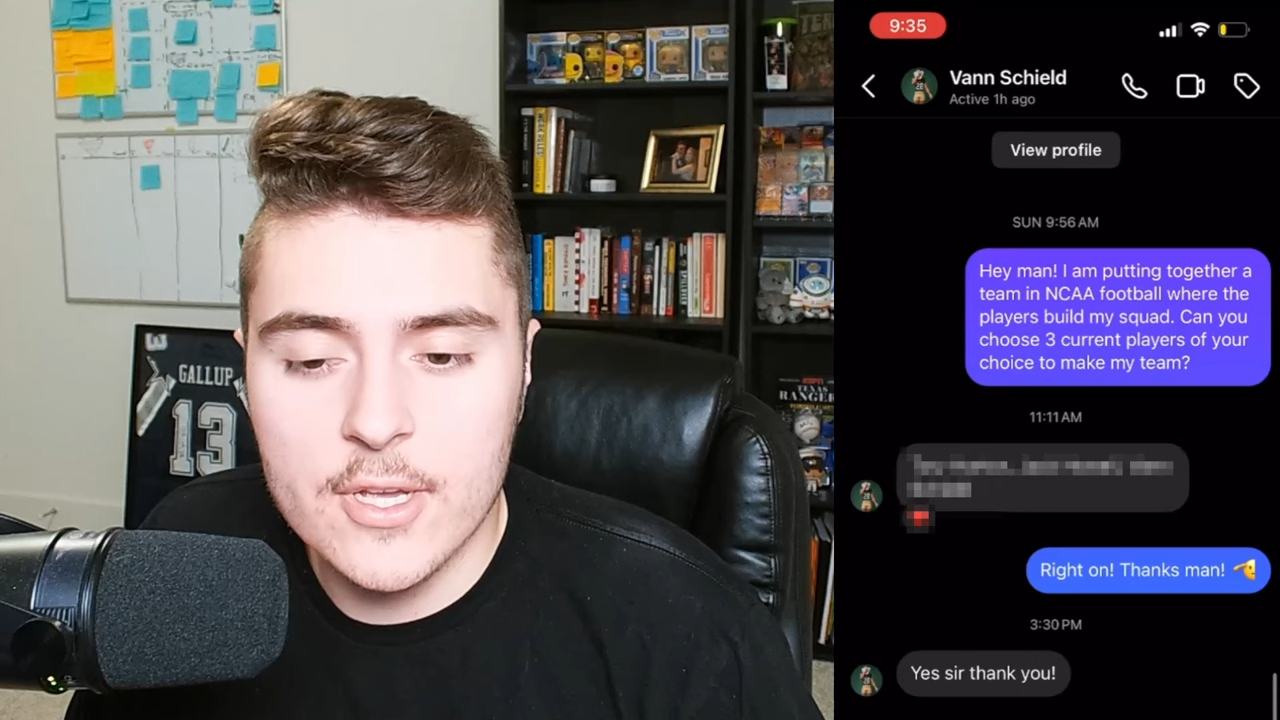 GALLUP
13
TEXAS
RANGERS
9:35
Vann Schield
Active 1h ago
View profile
SUN 9:56 AM
Hey man! I am putting together a
team in NCAA football where the
players build my squad. Can you
choose 3 current players of your
choice to make my team?
11:11 AM
Right on! Thanks man!
3:30 PM
Yes sir thank you!